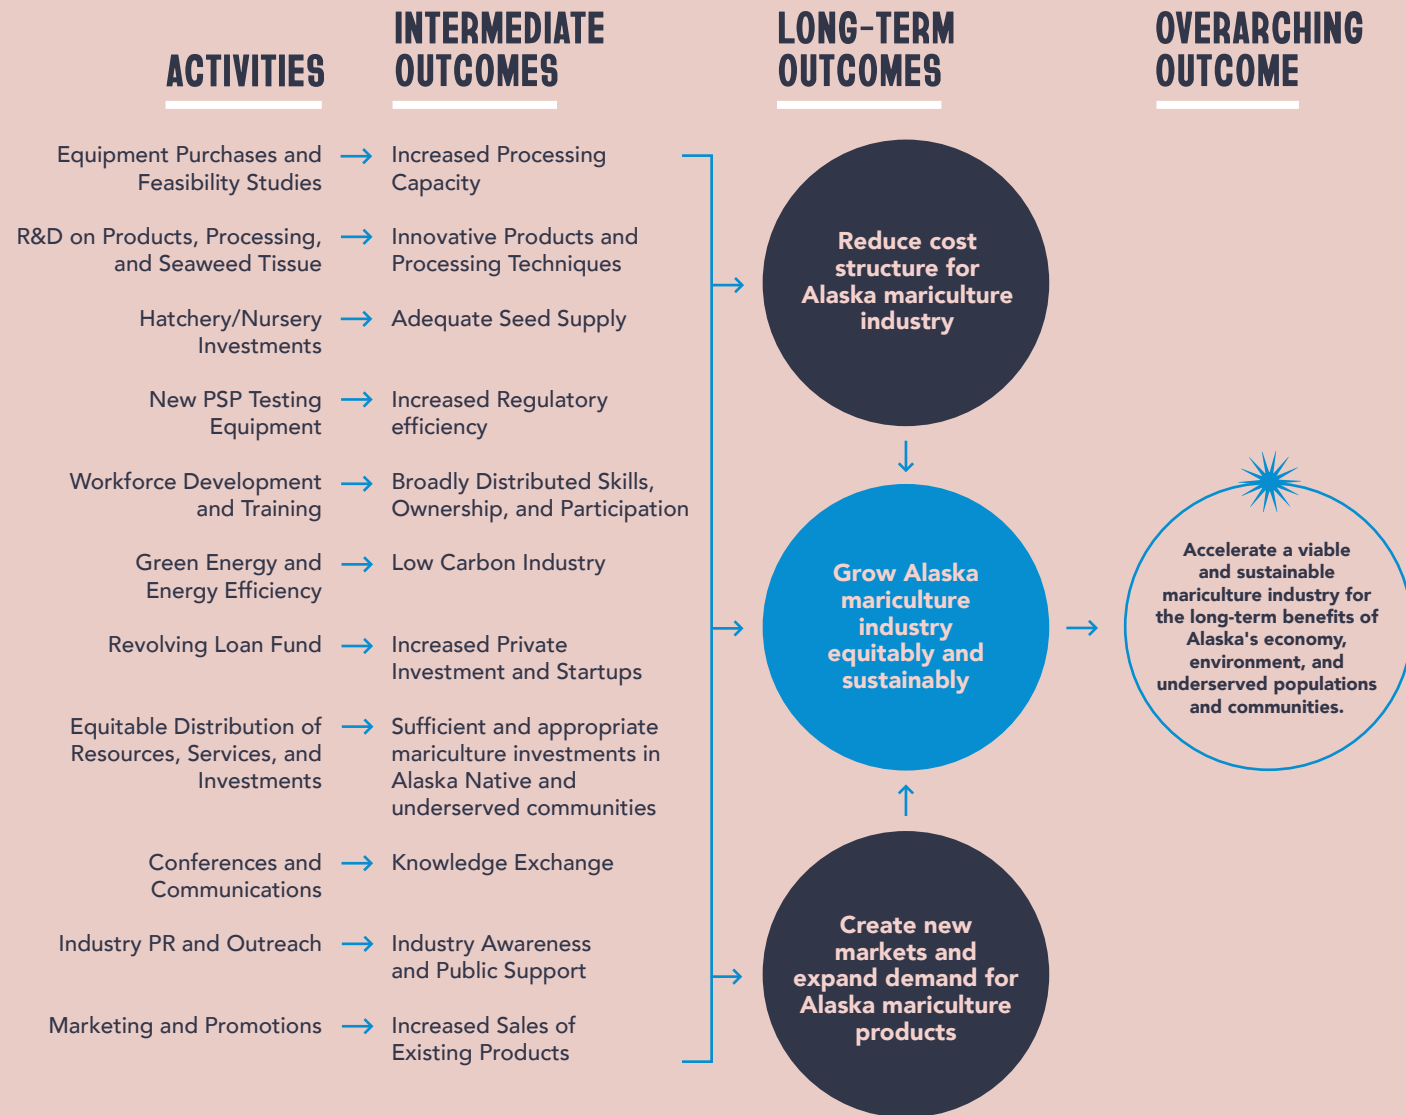 ACTIVITIES
INTERMEDIATE
OUTCOMES
LONG-TERM
OUTCOMES
OVERARCHING
OUTCOME
Equipment Purchases and
Feasibility Studies
Increased Processing
Capacity
R&D on Products, Processing,
and Seaweed Tissue
Innovative Products and
Processing Techniques
Hatchery/Nursery
Investments
Adequate Seed Supply
New PSP Testing
Equipment
Increased Regulatory
efficiency
Workforce Development
and Training
Broadly Distributed Skills,
Ownership, and Participation
Green Energy and
Energy Efficiency
Low Carbon Industry
Revolving Loan Fund
Increased Private
Investment and Startups
Equitable Distribution of
Resources, Services, and
Investments
Sufficient and appropriate
mariculture investments in
Alaska Native and
underserved communities
Conferences and
Communications
Knowledge Exchange
Industry PR and Outreach
Industry Awareness
and Public Support
Marketing and Promotions
Increased Sales of
Existing Products
Reduce cost
structure for
Alaska mariculture
industry
Grow Alaska
mariculture
industry
equitably and
sustainably
Create new
markets and
expand demand for
Alaska mariculture
products
Accelerate a viable
and sustainable
mariculture industry for
the long-term benefits of
Alaska's economy,
environment, and
underserved populations
and communities.